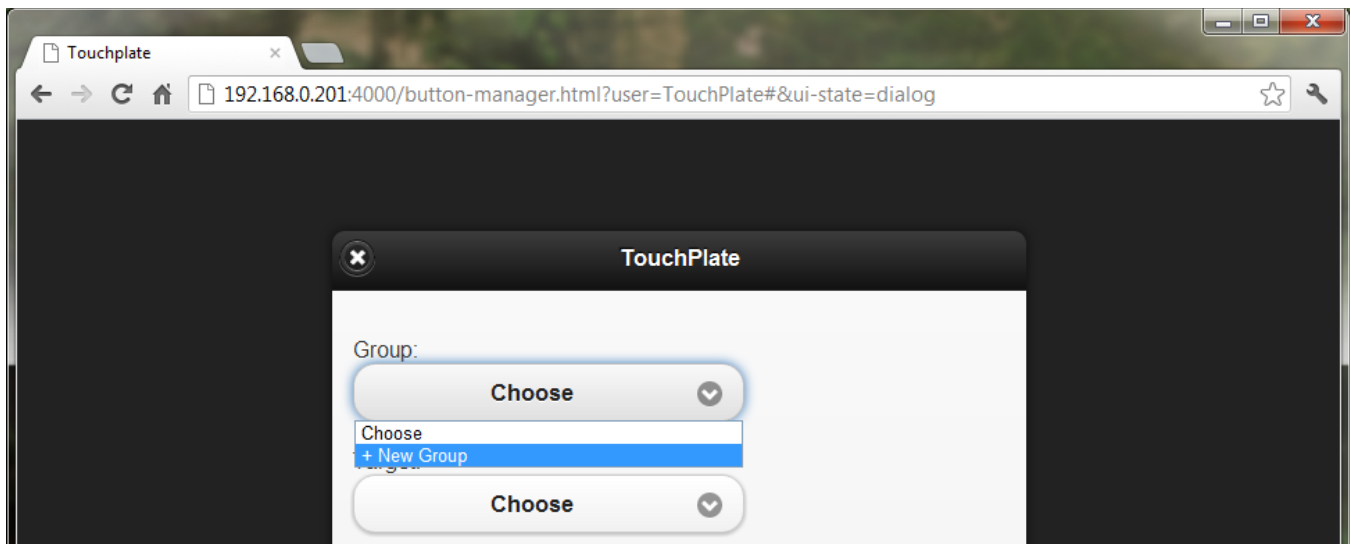 Touchplate
192.168.0.201:4000/button-manager.html?user=TouchPlate#&ui-state=dialog
TouchPlate
Group:
Choose
Choose
+ New Group
Choose